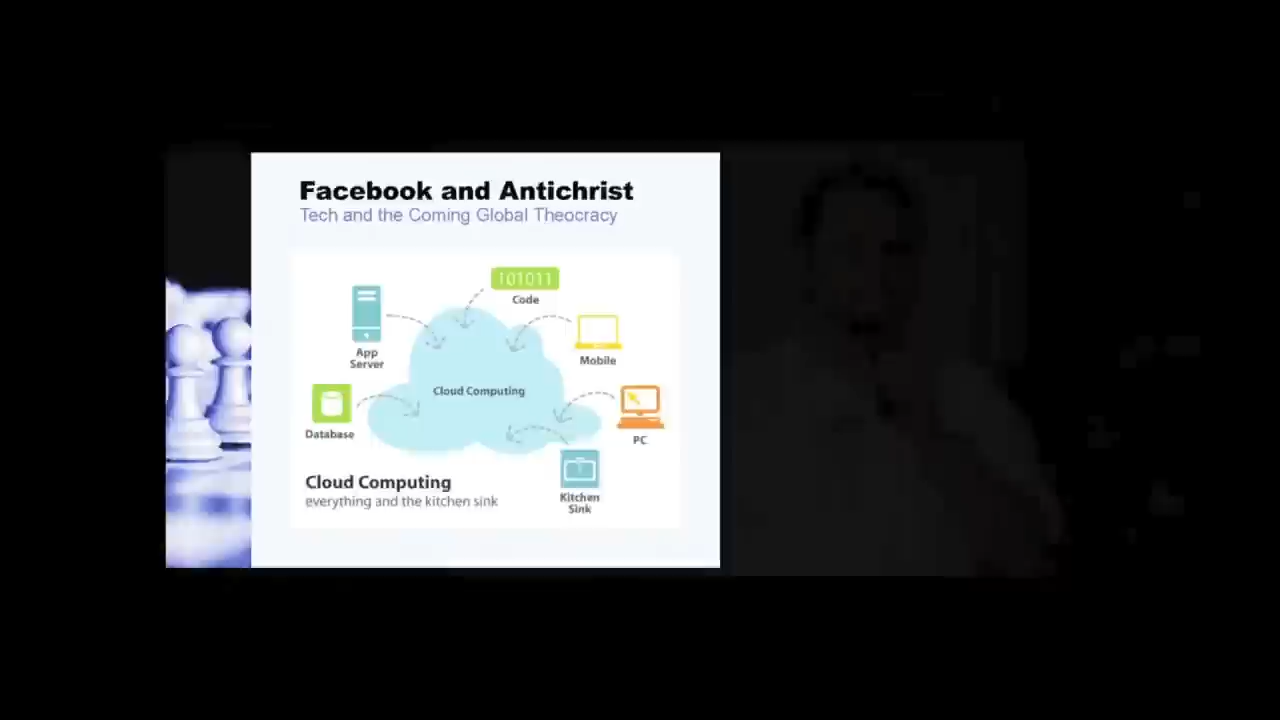 Facebook and Antichrist
Tech and the Coming Global Theocracy
101011
Code
App
Server
Mobile
Cloud Computing
Database
PC
Cloud Computing
everything and the kitchen sink
Kitchen
Sink